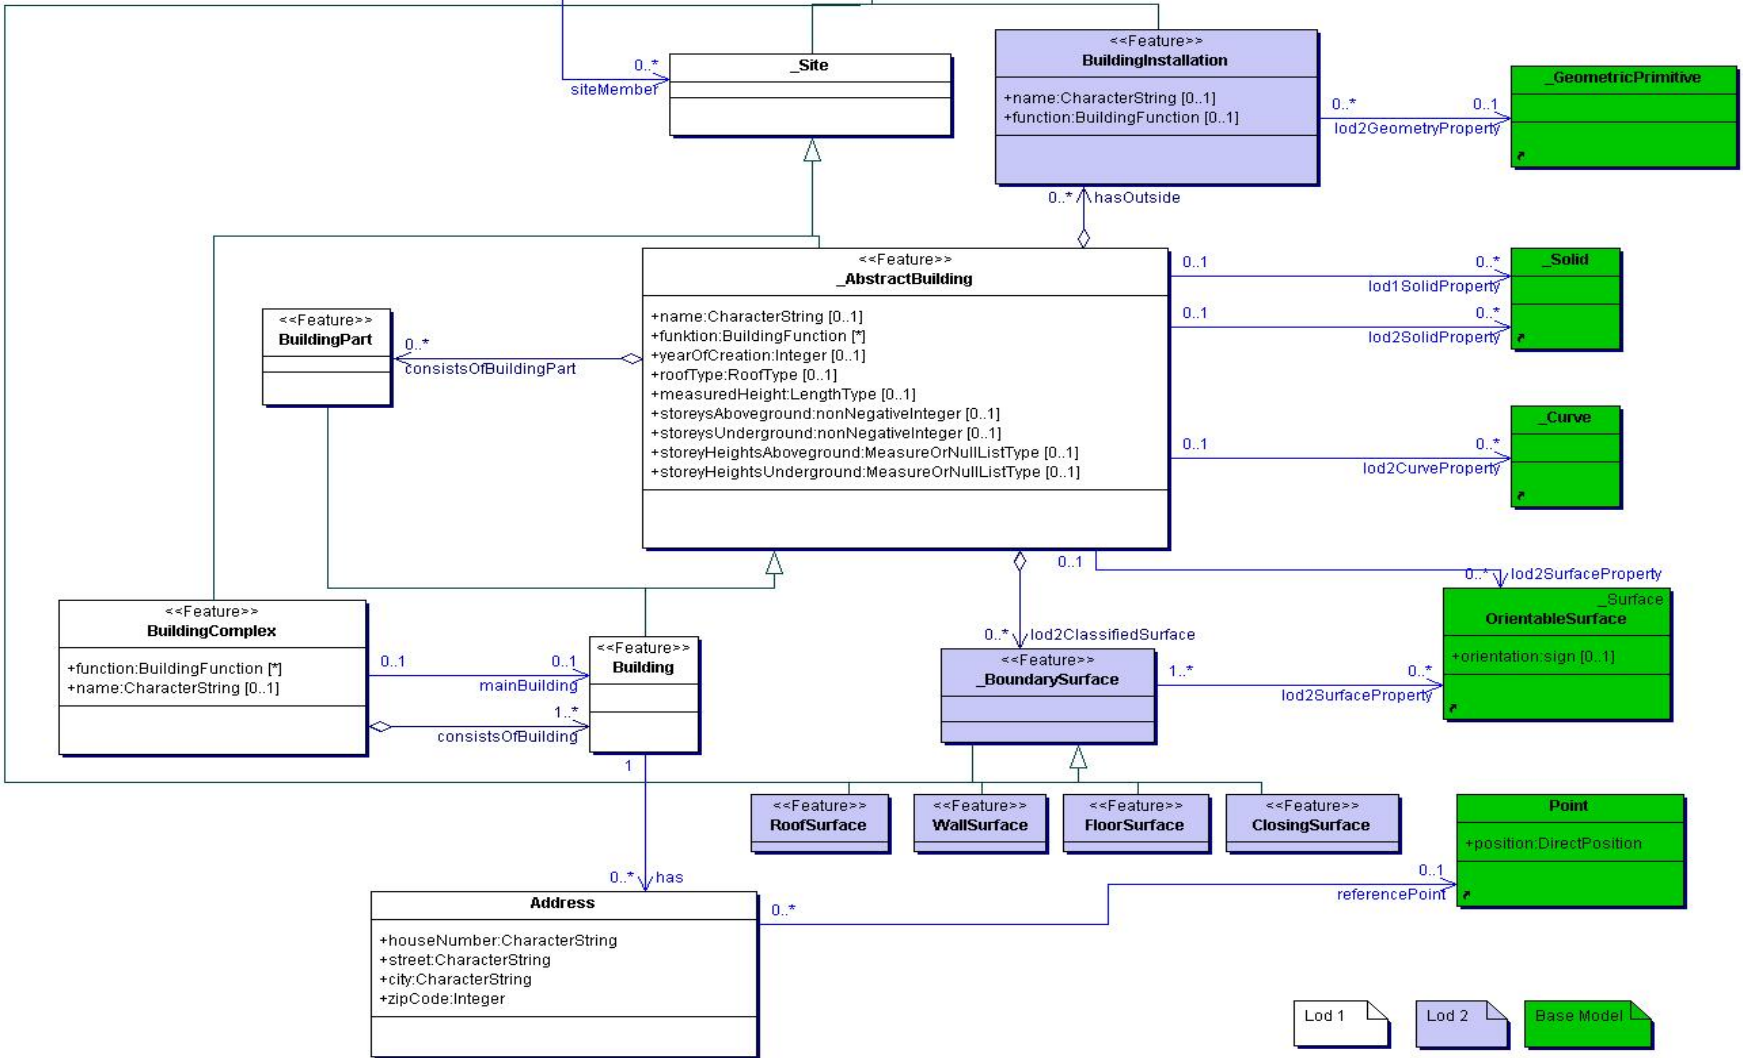 0..*
siteMember
_Site
<<Feature>>
BuildingInstallation
+name:CharacterString [0..1]
+function:BuildingFunction [0..1]
0..*
0..1
lod2GeometryProperty
_GeometricPrimitive
0..*
hasOutside
<<Feature>>
_AbstractBuilding
+name:CharacterString [0..1]
+funktion:BuildingFunction [*]
+yearOfCreation:Integer [0..1]
+roofType:RoofType [0..1]
+measuredHeight:LengthType [0..1]
+storeysAboveground:nonNegativeInteger [0..1]
+storeysUnderground:nonNegativeInteger [0..1]
+storeyHeightsAboveground:MeasureOrNullListType [0..1]
+storeyHeightsUnderground:MeasureOrNullListType [0..1]
0..1
0..*
lod1SolidProperty
0..1
0..*
lod2SolidProperty
_Solid
<<Feature>>
BuildingPart
0..*
consistsOfBuildingPart
0..1
0..*
lod2CurveProperty
_Curve
0..1
0..*
lod2SurfaceProperty
_Surface
OrientableSurface
+orientation:sign [0..1]
<<Feature>>
BuildingComplex
+function:BuildingFunction [*]
+name:CharacterString [0..1]
0..1
0..1
mainBuilding
1..*
consistsOfBuilding
<<Feature>>
Building
0..*
lod2ClassifiedSurface
<<Feature>>
_BoundarySurface
1..*
0..*
lod2SurfaceProperty
1
<<Feature>>
RoofSurface
<<Feature>>
WallSurface
<<Feature>>
FloorSurface
<<Feature>>
ClosingSurface
Point
+position:DirectPosition
0..*
has
0..1
referencePoint
0..*
Address
+houseNumber:CharacterString
+street:CharacterString
+city:CharacterString
+zipCode:Integer
Lod 1
Lod 2
Base Model